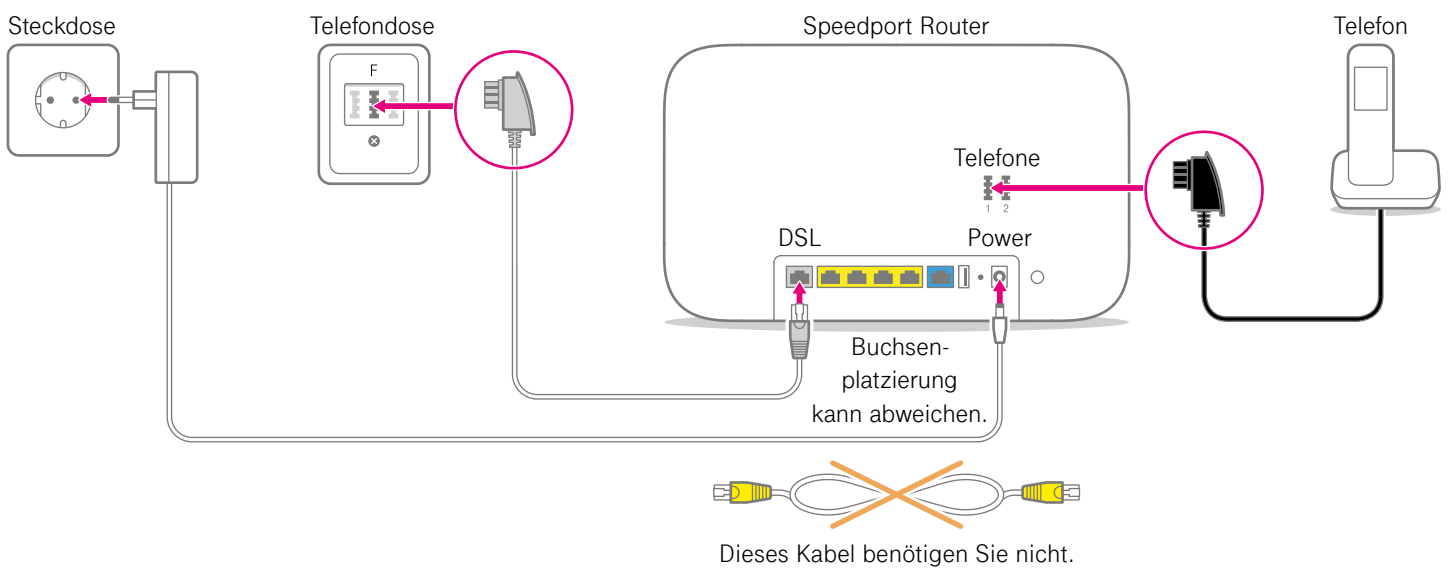 Steckdose
Telefondose
Speedport Router
Telefon
F
Telefone
1 2
DSL
Power
Buchsen-
platzierung
kann abweichen.
Dieses Kabel benötigen Sie nicht.